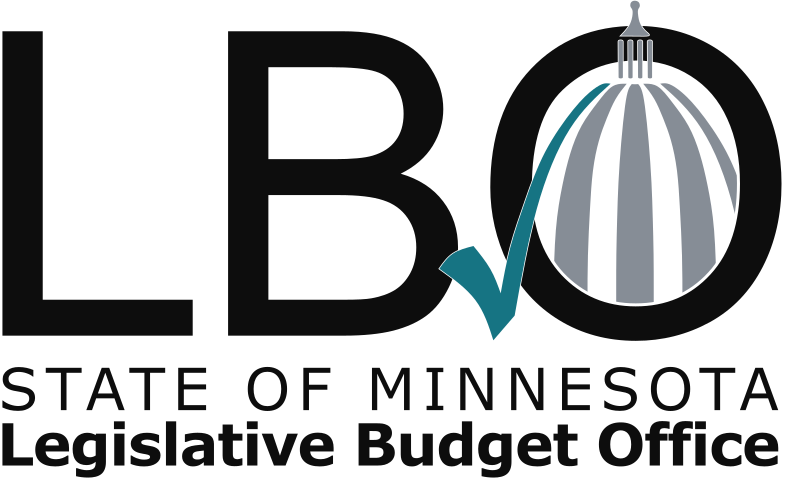 LBO
STATE OF MINNESOTA
Legislative Budget Office